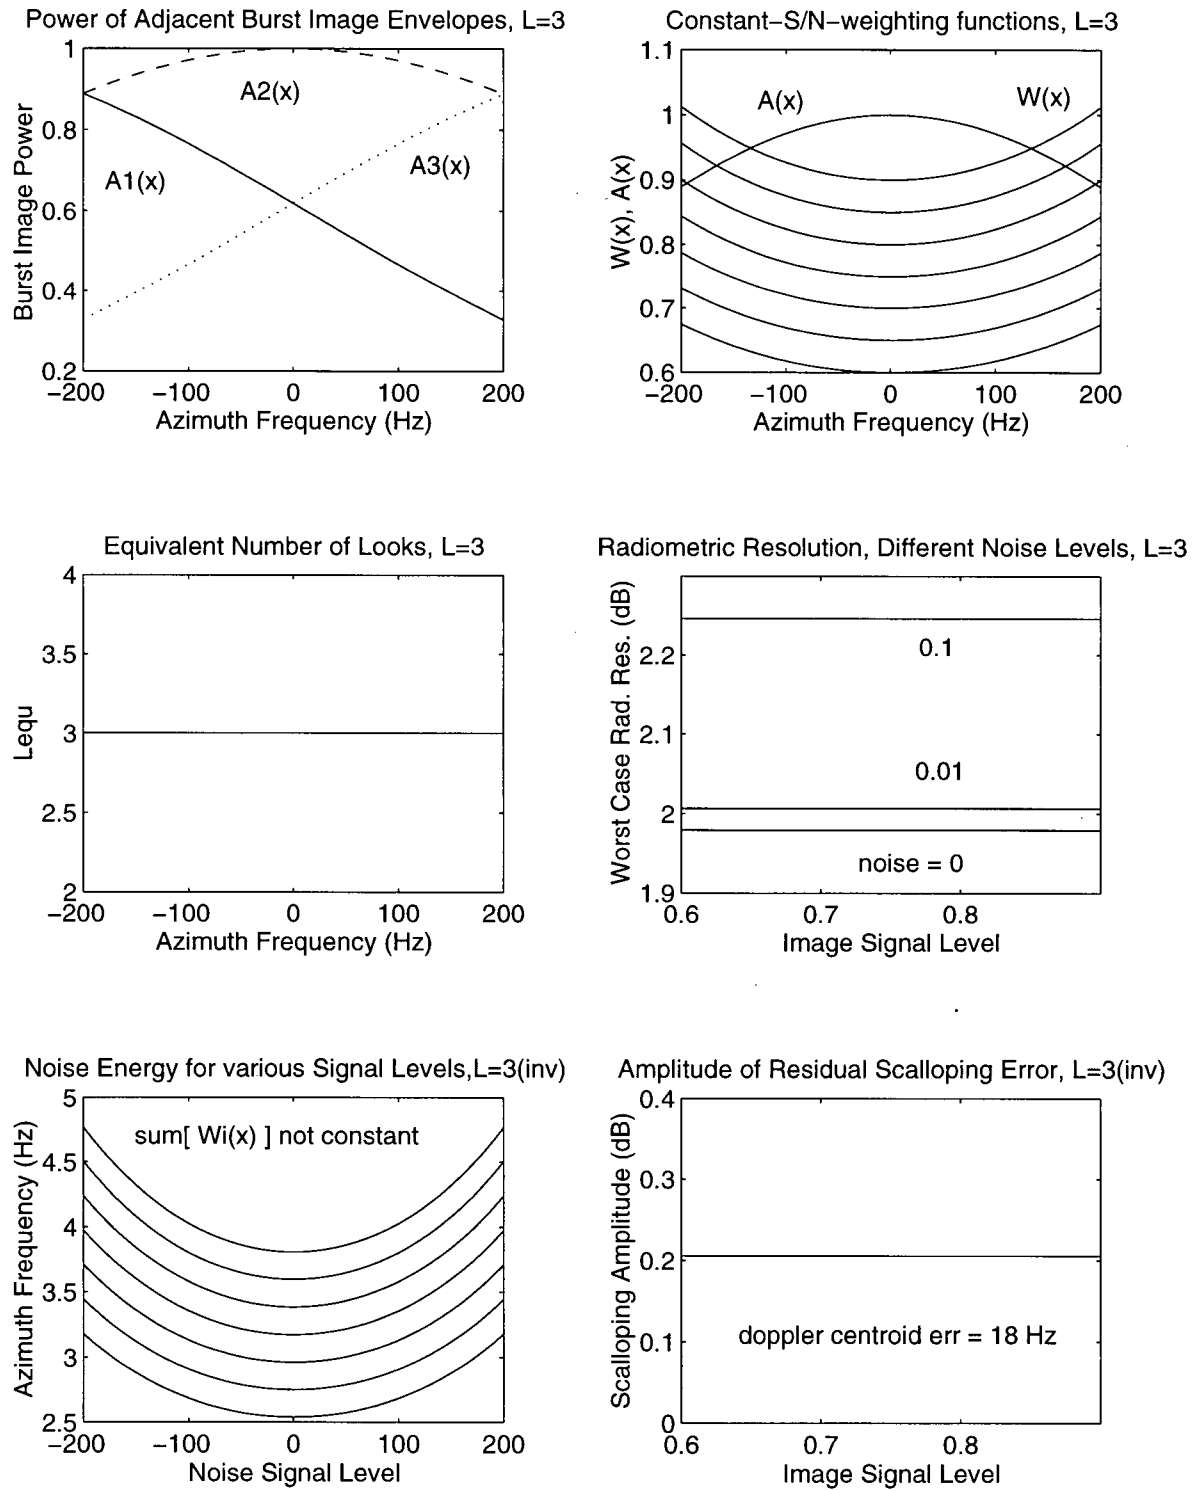 Power of Adjacent Burst Image Envelopes, L=3
Burst Image Power
1
0.8
0.6
0.4
0.2
A2(x)
A1(x)
A3(x)
−200
−100
0
100
200
Azimuth Frequency (Hz)
Constant−S/N−weighting functions, L=3
W(x), A(x)
1.1
1
0.9
0.8
0.7
0.6
A(x)
W(x)
−200
−100
0
100
200
Azimuth Frequency (Hz)
Equivalent Number of Looks, L=3
Lequ
4
3.5
3
2.5
2
−200
−100
0
100
200
Azimuth Frequency (Hz)
Radiometric Resolution, Different Noise Levels, L=3
Worst Case Rad. Res. (dB)
2.2
2.1
2
1.9
0.1
0.01
noise = 0
0.6
0.7
0.8
Image Signal Level
Noise Energy for various Signal Levels,L=3(inv)
Azimuth Frequency (Hz)
5
4.5
4
3.5
3
2.5
sum[ Wi(x) ] not constant
−200
−100
0
100
200
Noise Signal Level
Amplitude of Residual Scalloping Error, L=3(inv)
Scalloping Amplitude (dB)
0.4
0.3
0.2
0.1
0
doppler centroid err = 18 Hz
0.6
0.7
0.8
Image Signal Level